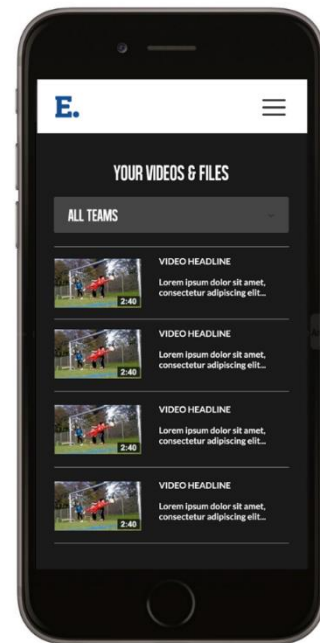 E.
YOUR VIDEOS & FILES
ALL TEAMS
VIDEO HEADLINE
Lorem ipsum dolor sit amet,
consectetur adipiscing elit...
2:40
VIDEO HEADLINE
Lorem ipsum dolor sit amet,
consectetur adipiscing elit...
2:40
VIDEO HEADLINE
Lorem ipsum dolor sit amet,
consectetur adipiscing elit...
2:40
VIDEO HEADLINE
Lorem ipsum dolor sit amet,
consectetur adipiscing elit...
2:40